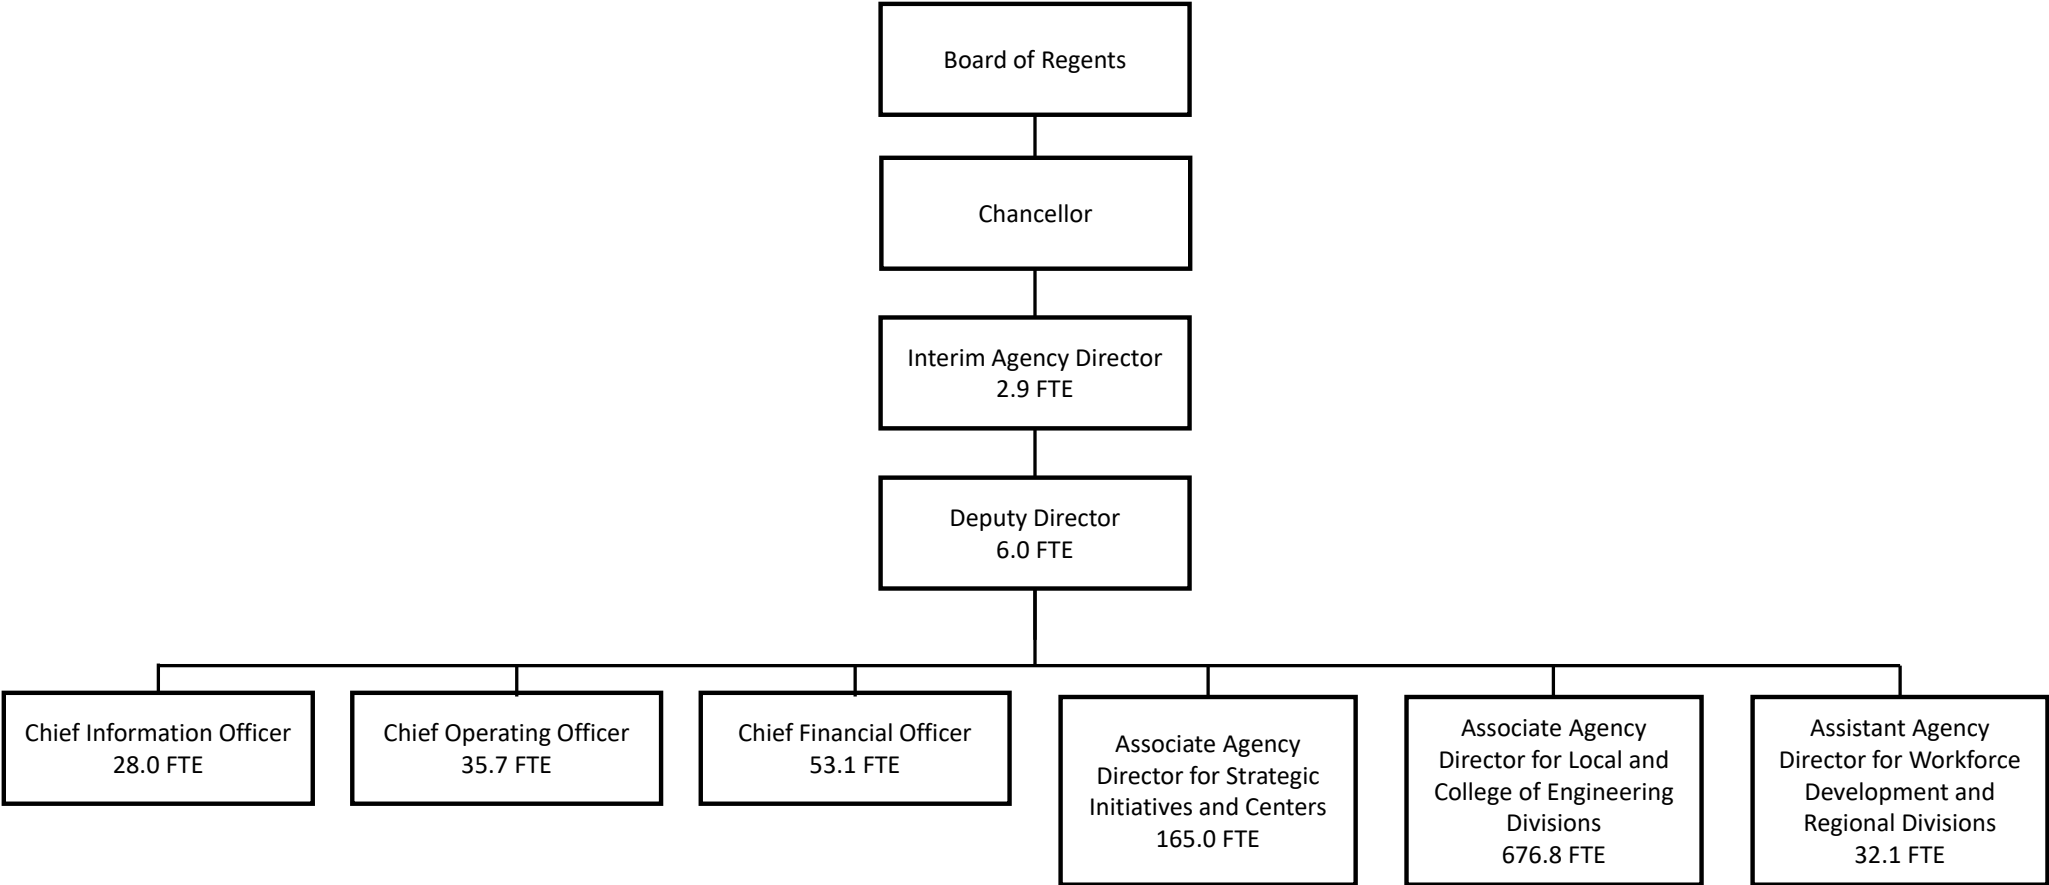 Board of Regents
Chancellor
Interim Agency Director
2.9 FTE
Deputy Director
6.0 FTE
Chief Information Officer
28.0 FTE
Chief Operating Officer
35.7 FTE
Chief Financial Officer
53.1 FTE
Associate Agency
Director for Strategic
Initiatives and Centers
165.0 FTE
Associate Agency
Director for Local and
College of Engineering
Divisions
676.8 FTE
Assistant Agency
Director for Workforce
Development and
Regional Divisions
32.1 FTE